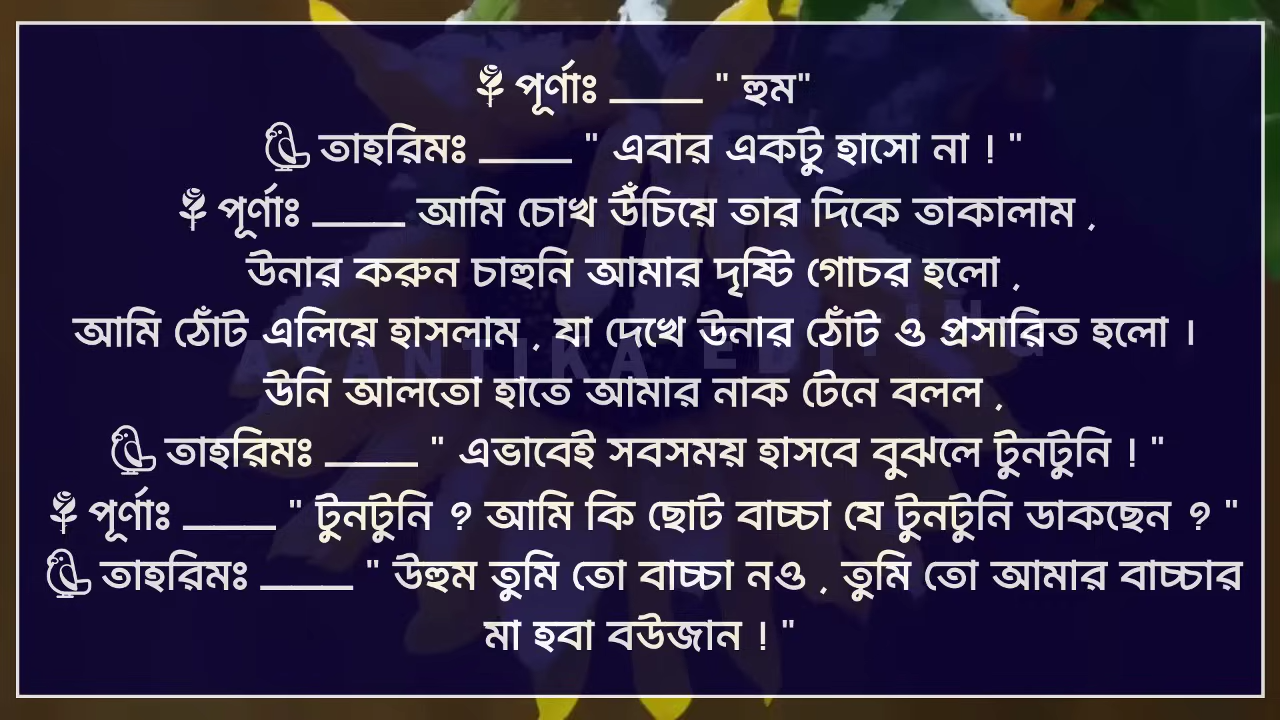 পূর্ণাঃ ____ " হুম"
তাহরিমঃ ____ " এবার একটু হাসো না ! "
পূর্ণাঃ ____ আমি চোখ উঁচিয়ে তার দিকে তাকালাম ,
উনার করুন চাহুনি আমার দৃষ্টি গোচর হলো ,
আমি ঠোঁট এলিয়ে হাসলাম , যা দেখে উনার ঠোঁট ও প্রসারিত হলো ।
উনি আলতো হাতে আমার নাক টেনে বলল ,
তাহরিমঃ ____ " এভাবেই সবসময় হাসবে বুঝলে টুনটুনি ! "
পূর্ণাঃ ____ " টুনটুনি ? আমি কি ছোট বাচ্চা যে টুনটুনি ডাকছেন ? "
তাহরিমঃ ____ " উহুম তুমি তো বাচ্চা নও , তুমি তো আমার বাচ্চার
মা হবা বউজান ! "